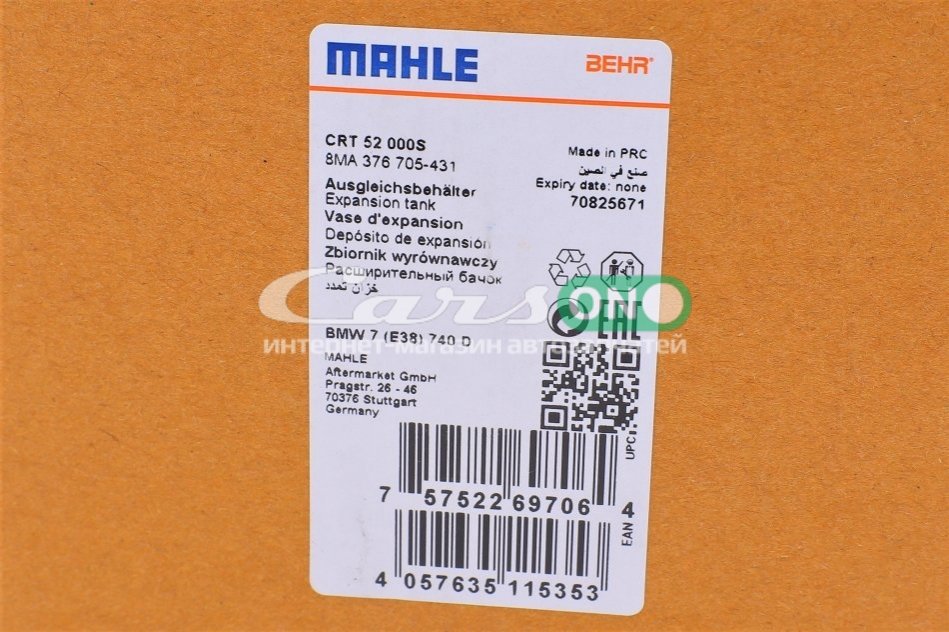 MAHLE
BEHR®
CRT 52 000S
8MA 376 705-431
Made in PRC
صنع في الصين
Expiry date: none
70825671
Ausgleichsbehälter
Expansion tank
Vase d'expansion
Depósito de expansión
Zbiornik wyrównawczy
Расширительный бачок
خزان تمدد
CarsON
EAC
интернет-магазин автозапчастей
BMW 7 (E38) 740 D
MAHLE
Aftermarket GmbH
Pragstr. 26 - 46
70376 Stuttgart
Germany
UPC
7 57522 69706 4
EAN
4 057635 115353